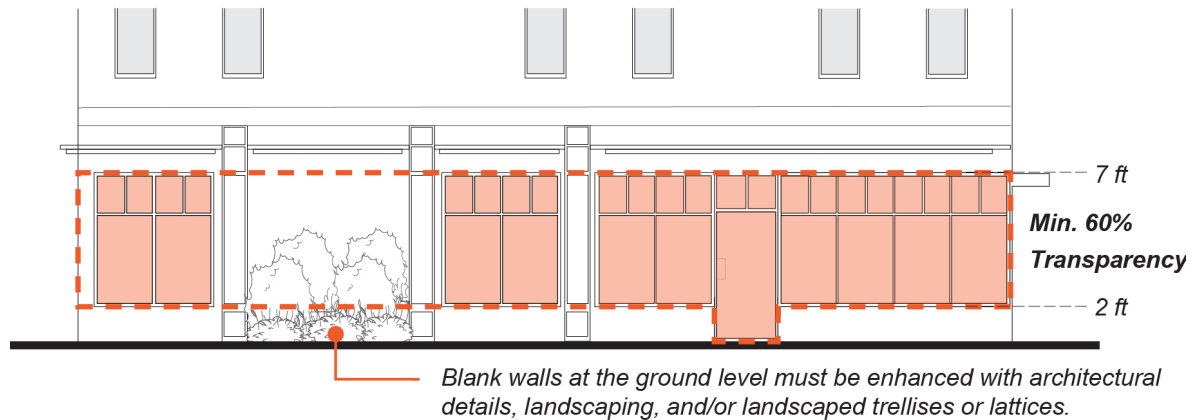 7 ft
Min. 60%
Transparency
2 ft
Blank walls at the ground level must be enhanced with architectural
details, landscaping, and/or landscaped trellises or lattices.